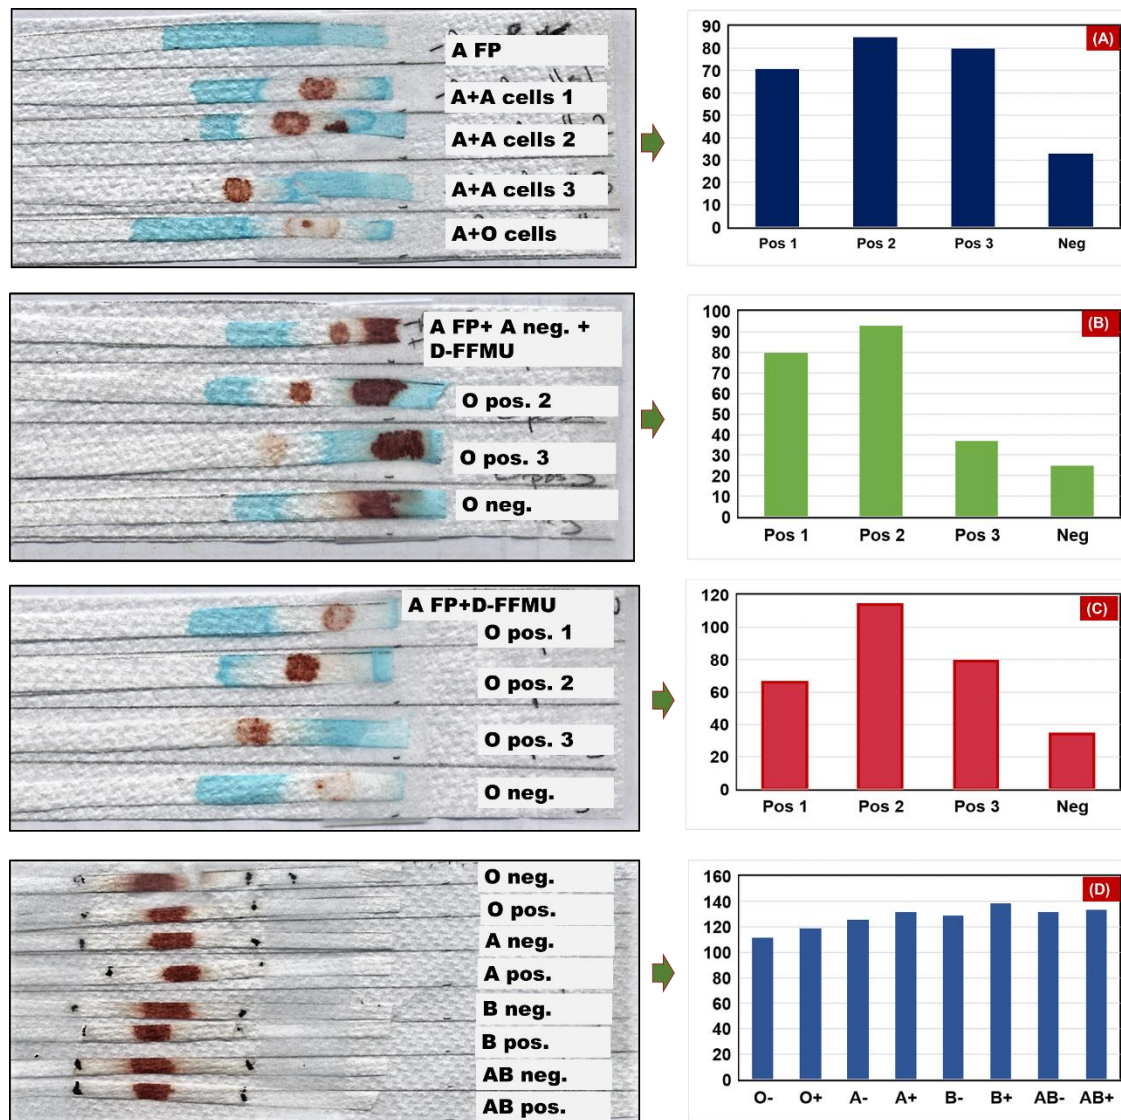 A FP
A+A cells 1
A+A cells 2
A+A cells 3
A+O cells
(A)
90
80
70
60
50
40
30
20
10
0
Pos 1 Pos 2 Pos 3 Neg
A FP+ A neg. +
D-FFMU
O pos. 2
O pos. 3
O neg.
(B)
100
90
80
70
60
50
40
30
20
10
0
Pos 1 Pos 2 Pos 3 Neg
A FP+D-FFMU
O pos. 1
O pos. 2
O pos. 3
O neg.
(C)
120
100
80
60
40
20
0
Pos 1 Pos 2 Pos 3 Neg
O neg.
O pos.
A neg.
A pos.
B neg.
B pos.
AB neg.
AB pos.
(D)
160
140
120
100
80
60
40
20
0
O- O+ A- A+ B- B+ AB- AB+